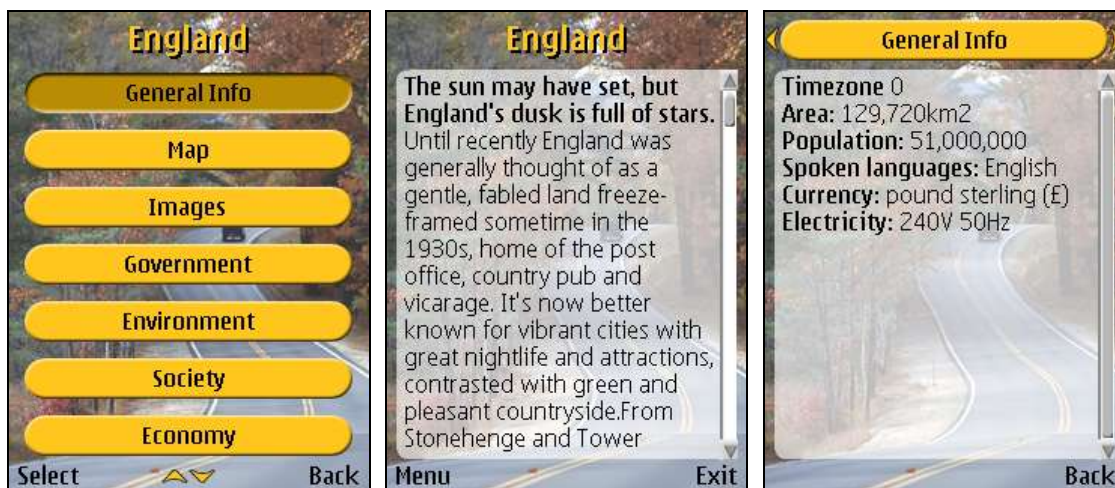 England
General Info
Map
Images
Government
Environment
Society
Economy
Select
Back
England
The sun may have set, but
England's dusk is full of stars.
Until recently England was
generally thought of as a
gentle, fabled land freeze-
framed sometime in the
1930s, home of the post
office, country pub and
vicarage. It's now better
known for vibrant cities with
great nightlife and attractions,
contrasted with green and
pleasant countryside.From
Stonehenge and Tower
Menu
Exit
General Info
Timezone 0
Area: 129,720km2
Population: 51,000,000
Spoken languages: English
Currency: pound sterling (£)
Electricity: 240V 50Hz
Back